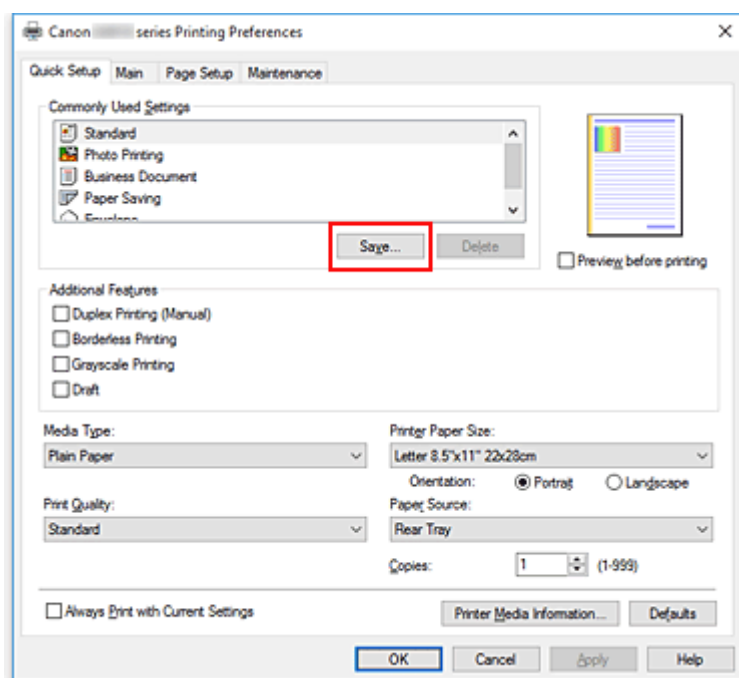 Canon series Printing Preferences
Quick Setup Main Page Setup Maintenance
Commonly Used Settings
Standard
Photo Printing
Business Document
Paper Saving
Envelope
Save... Delete
Preview before printing
Additional Features
Duplex Printing (Manual)
Borderless Printing
Grayscale Printing
Draft
Media Type: Printer Paper Size:
Plain Paper Letter 8.5"x11" 22x28cm
Orientation: Portrait Landscape
Print Quality: Paper Source:
Standard Rear Tray
Copies: 1 (1-999)
Always Print with Current Settings Printer Media Information... Defaults
OK Cancel Apply Help